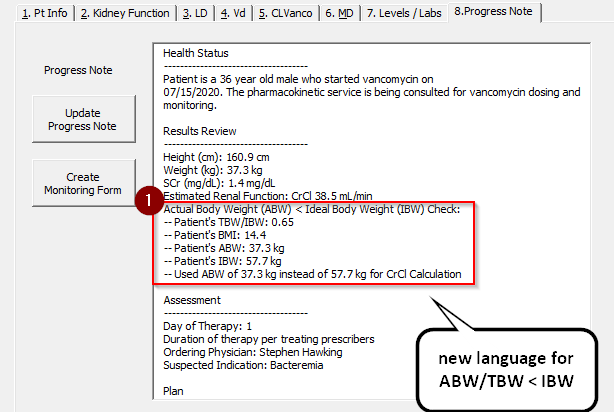 1. Pt Info
2. Kidney Function
3. LD
4. Vd
5. CLVanco
6. MD
7. Levels / Labs
8.Progress Note
Progress Note
Update
Progress Note
Create
Monitoring Form
Health Status
-----------------------------------
Patient is a 36 year old male who started vancomycin on
07/15/2020. The pharmacokinetic service is being consulted for vancomycin dosing and
monitoring.
Results Review
-----------------------------------
Height (cm): 160.9 cm
Weight (kg): 37.3 kg
SCr (mg/dL): 1.4 mg/dL
Estimated Renal Function: CrCl 38.5 mL/min
1
Actual Body Weight (ABW) < Ideal Body Weight (IBW) Check:
-- Patient's TBW/IBW: 0.65
-- Patient's BMI: 14.4
-- Patient's ABW: 37.3 kg
-- Patient's IBW: 57.7 kg
-- Used ABW of 37.3 kg instead of 57.7 kg for CrCl Calculation
Assessment
-----------------------------------
Day of Therapy: 1
Duration of therapy per treating prescribers
Ordering Physician: Stephen Hawking
Suspected Indication: Bacteremia
Plan
new language for
ABW/TBW < IBW